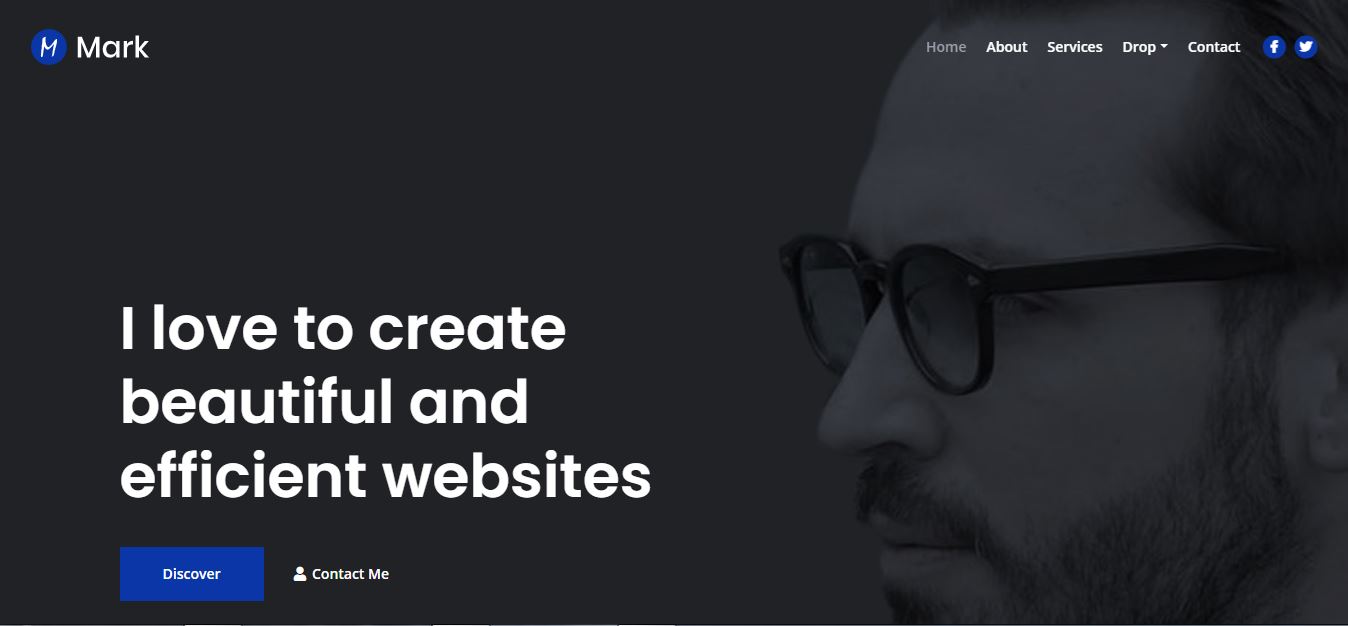 Mark
Home About Services Drop Contact
I love to create
beautiful and
efficient websites
Discover Contact Me